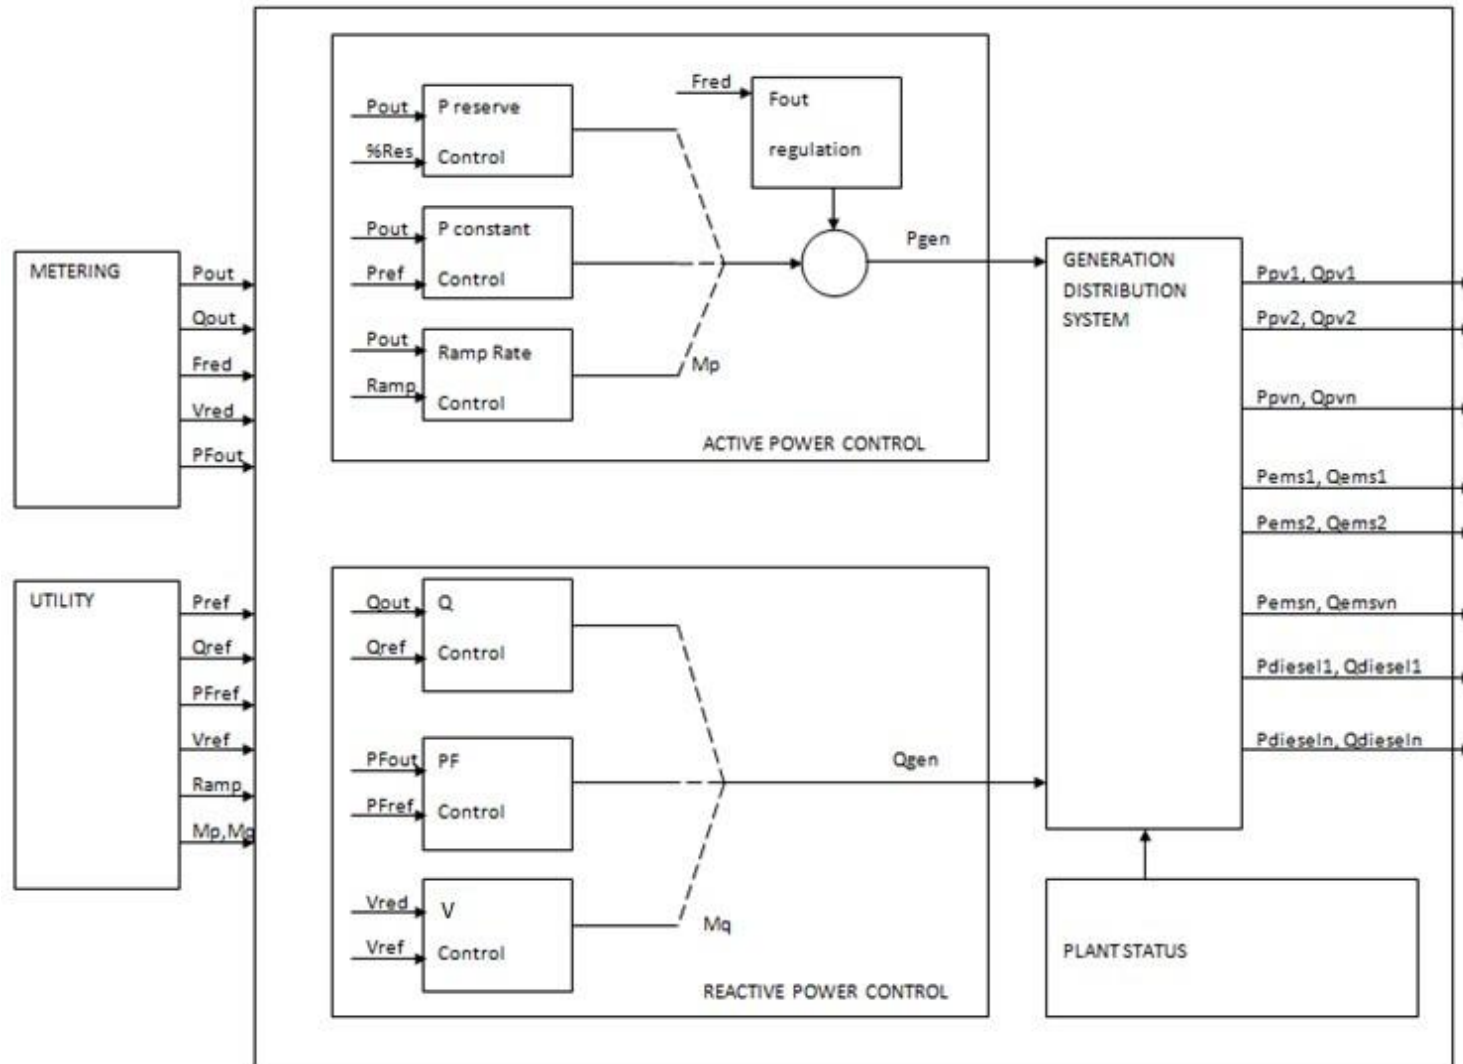 METERING
Pout
Qout
Fred
Vred
PFout
UTILITY
Pref
Qref
PFref
Vref
Ramp
Mp,Mq
Pout
%Res
P reserve
Control
Pout
Pref
P constant
Control
Pout
Ramp
Ramp Rate
Control
Mp
Fred
Fout
regulation
Pgen
ACTIVE POWER CONTROL
Qout
Qref
Q
Control
PFout
PFref
PF
Control
Vred
Vref
V
Control
Mq
Qgen
REACTIVE POWER CONTROL
GENERATION
DISTRIBUTION
SYSTEM
PLANT STATUS
Ppv1, Qpv1
Ppv2, Qpv2
Ppvn, Qpvn
Pems1, Qems1
Pems2, Qems2
Pemsn, Qemsvn
Pdiesel1, Qdiesel1
Pdieseln, Qdieseln